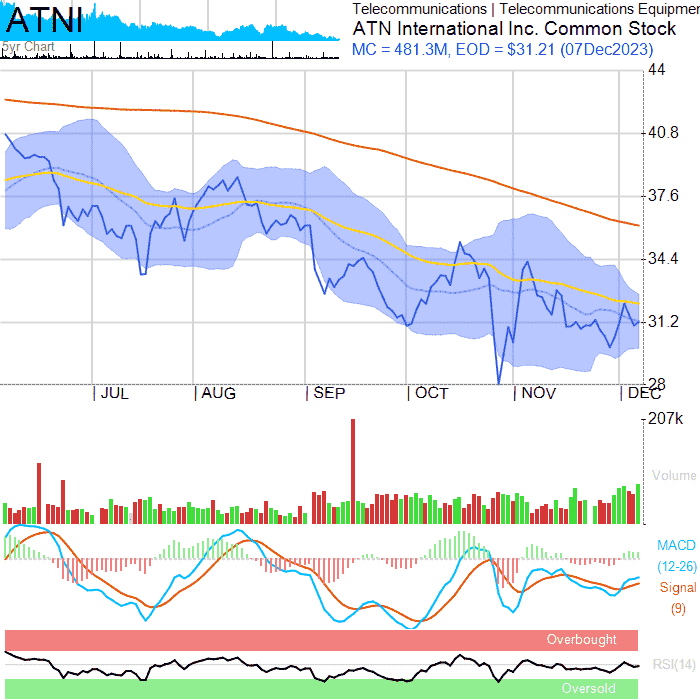 ATNI
5yr Chart
Telecommunications | Telecommunications Equipmen
ATN International Inc. Common Stock
MC = 481.3M, EOD = $31.21 (07Dec2023)
44
40.8
37.6
34.4
31.2
28
JUL AUG SEP OCT NOV DEC
207k
Volume
MACD
(12-26)
Signal
(9)
Overbought
RSI(14)
Oversold